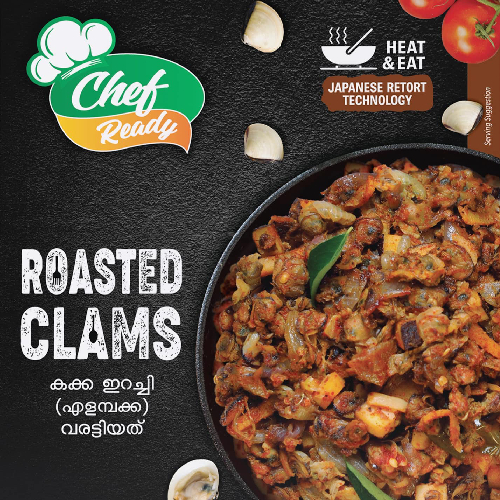 Chef
Ready
HEAT
& EAT
JAPANESE RETORT
TECHNOLOGY
Serving Suggestion
ROASTED
CLAMS
കക്ക ഇറച്ചി
(എളമ്പക്ക)
വരട്ടിയത്